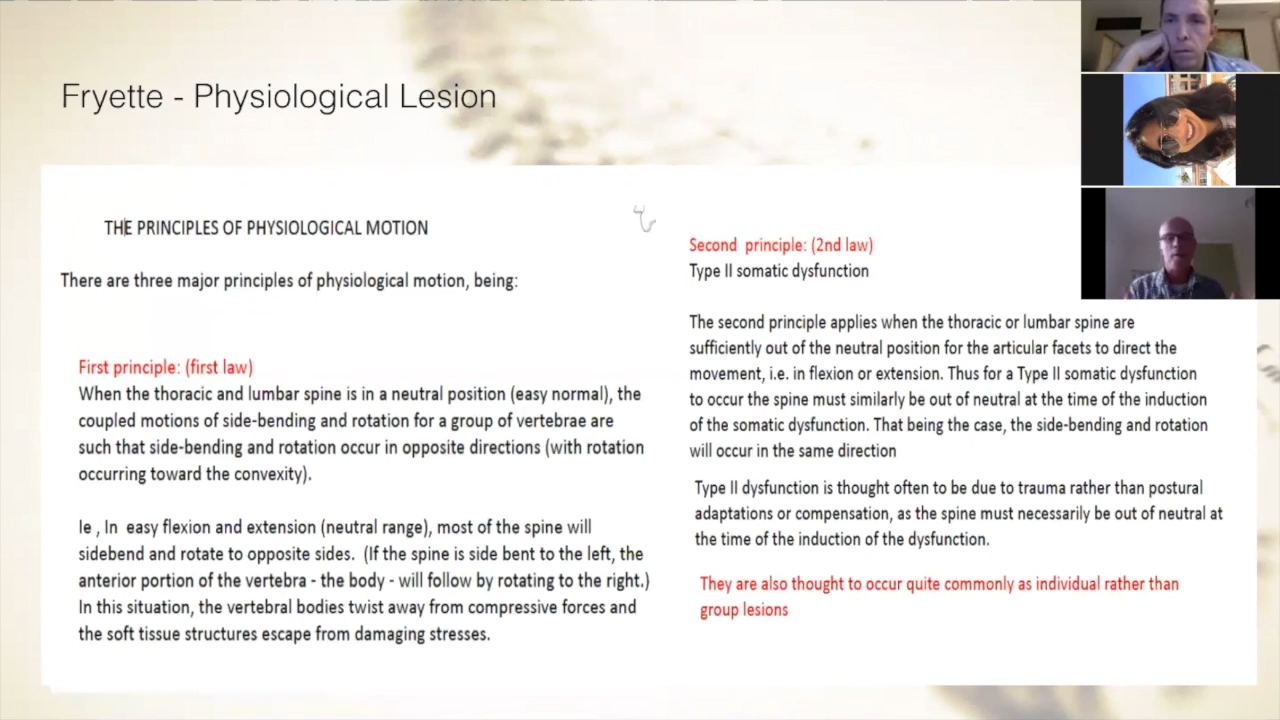 Fryette - Physiological Lesion
THE PRINCIPLES OF PHYSIOLOGICAL MOTION
There are three major principles of physiological motion, being:
First principle: (first law)
When the thoracic and lumbar spine is in a neutral position (easy normal), the
coupled motions of side-bending and rotation for a group of vertebrae are
such that side-bending and rotation occur in opposite directions (with rotation
occurring toward the convexity).
Ie , In easy flexion and extension (neutral range), most of the spine will
sidebend and rotate to opposite sides. (If the spine is side bent to the left, the
anterior portion of the vertebra - the body - will follow by rotating to the right.)
In this situation, the vertebral bodies twist away from compressive forces and
the soft tissue structures escape from damaging stresses.
Second principle: (2nd law)
Type II somatic dysfunction
The second principle applies when the thoracic or lumbar spine are
sufficiently out of the neutral position for the articular facets to direct the
movement, i.e. in flexion or extension. Thus for a Type II somatic dysfunction
to occur the spine must similarly be out of neutral at the time of the induction
of the somatic dysfunction. That being the case, the side-bending and rotation
will occur in the same direction
Type II dysfunction is thought often to be due to trauma rather than postural
adaptations or compensation, as the spine must necessarily be out of neutral at
the time of the induction of the dysfunction.
They are also thought to occur quite commonly as individual rather than
group lesions